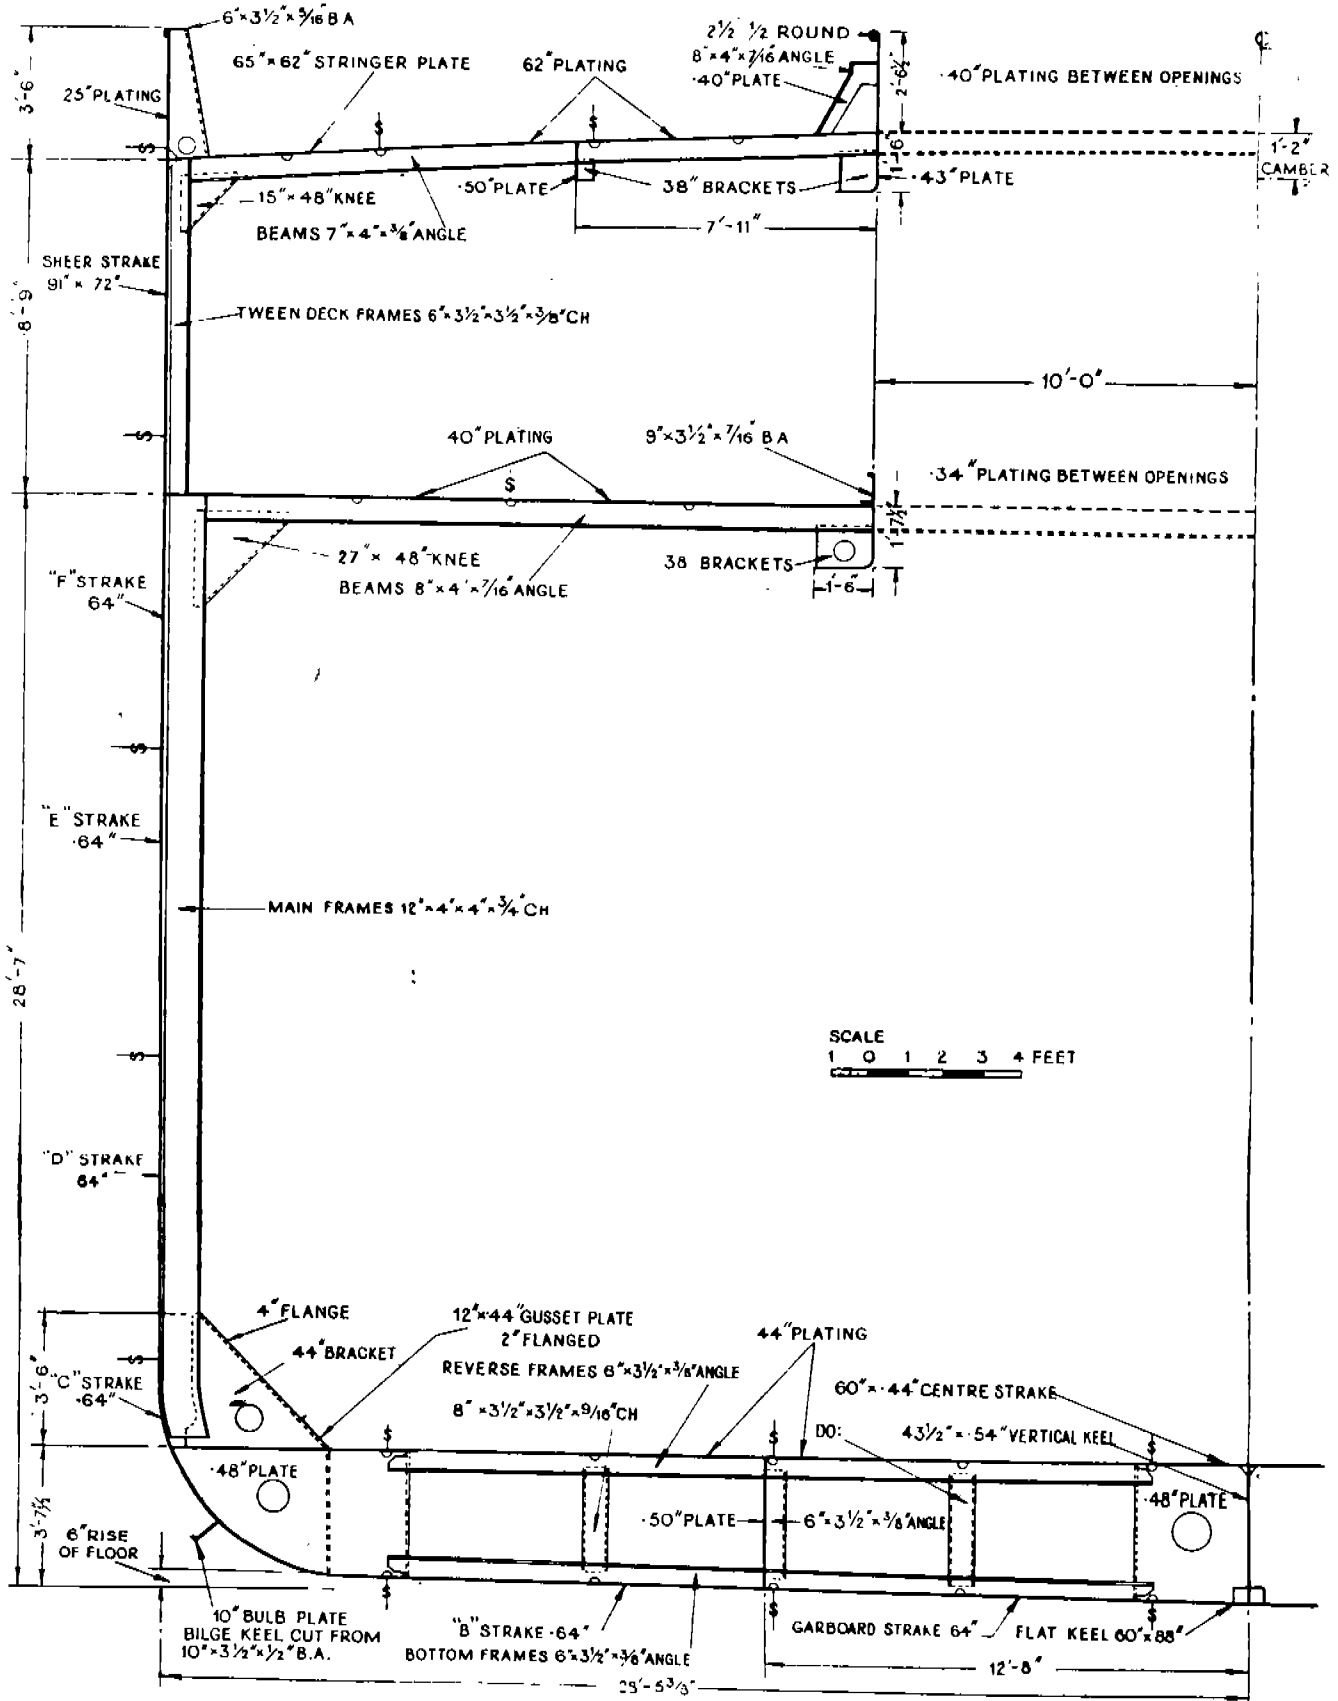 6"×3½"×5/16 B A
2½ ½ ROUND
8"×4"×7/16 ANGLE
·40" PLATE
65"×62" STRINGER PLATE
62" PLATING
·40" PLATING BETWEEN OPENINGS
3'-6"
25" PLATING
2'-6½"
1'-6"
1'-2"
CAMBER
·50" PLATE
38" BRACKETS
·43" PLATE
15"×48" KNEE
7'-11"
BEAMS 7"×4"×3/8" ANGLE
SHEER STRAKE
91"×72"
8'-9"
TWEEN DECK FRAMES 6"×3½"×3½"×3/8" CH
10'-0"
40" PLATING
9"×3½"×7/16" B A
·34" PLATING BETWEEN OPENINGS
1'-7½"
27"×48" KNEE
38 BRACKETS
BEAMS 8"×4'×7/16" ANGLE
1'-6"
"F" STRAKE
64"
"E" STRAKE
·64"
MAIN FRAMES 12"×4"×4"×3/4" CH
28'-7"
SCALE
1 0 1 2 3 4 FEET
"D" STRAKE
64"
4" FLANGE
12"×·44" GUSSET PLATE
2" FLANGED
44" PLATING
44" BRACKET
REVERSE FRAMES 6"×3½"×3/8" ANGLE
3'-6"
"C" STRAKE
·64"
8"×3½"×3½"×9/16" CH
60"×·44" CENTRE STRAKE
DO:
43½"×·54" VERTICAL KEEL
·48" PLATE
·48" PLATE
·50" PLATE
6"×3½"×3/8" ANGLE
3'-7½
6" RISE
OF FLOOR
10" BULB PLATE
BILGE KEEL CUT FROM
10"×3½"×½" B.A.
"B" STRAKE ·64"
BOTTOM FRAMES 6"×3½"×3/8" ANGLE
GARBOARD STRAKE 64"
FLAT KEEL 60"×88"
12'-8"